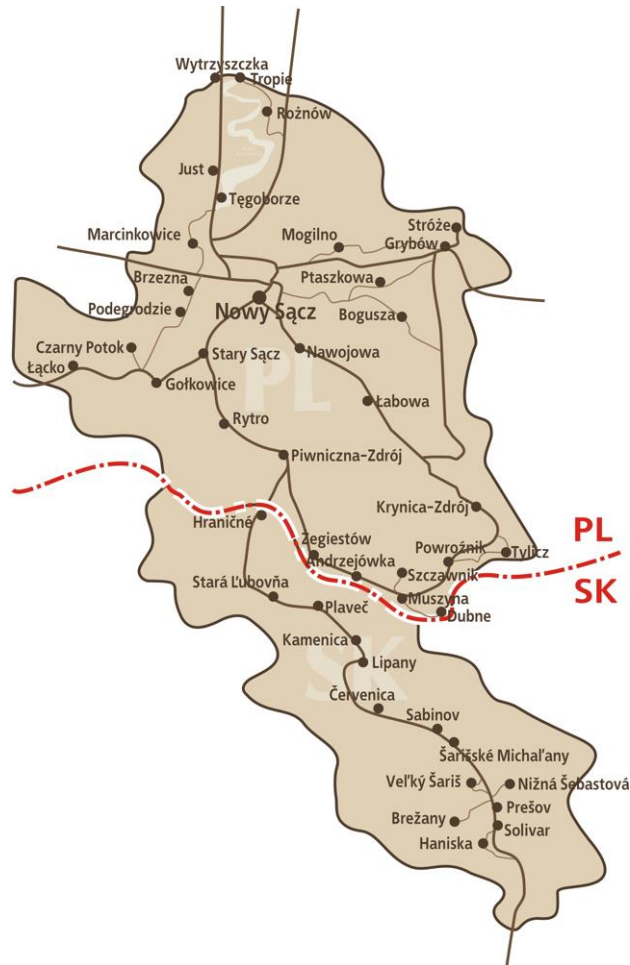 Wytrzyszczka
Tropie
Rożnów
Just
Tęgoborze
Stróże
Marcinkowice
Mogilno
Grybów
Brzezna
Ptaszkowa
Podegrodzie
Nowy Sącz
Bogusza
Czarny Potok
Stary Sącz
Nawojowa
Łącko
PL
Gołkowice
Łabowa
Rytro
Piwniczna-Zdrój
Krynica-Zdrój
Hraničné
PL
Żegiestów
Powroźnik
Tylicz
Andrzejówka
Szczawnik
SK
Stará Ľubovňa
Muszyna
Plaveč
Dubne
Kamenica
SK
Lipany
Červenica
Sabinov
Šarišské Michaľany
Veľký Šariš
Nižná Šebastová
Prešov
Brežany
Solivar
Haniska